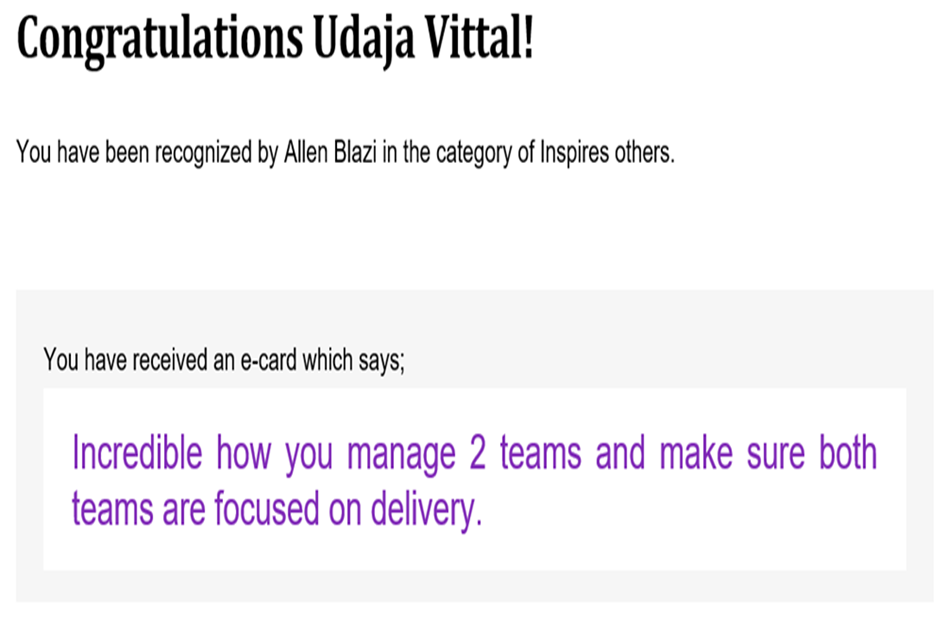 Congratulations Udaja Vittal!
You have been recognized by Allen Blazi in the category of Inspires others.
You have received an e-card which says;
Incredible how you manage 2 teams and make sure both
teams are focused on delivery.